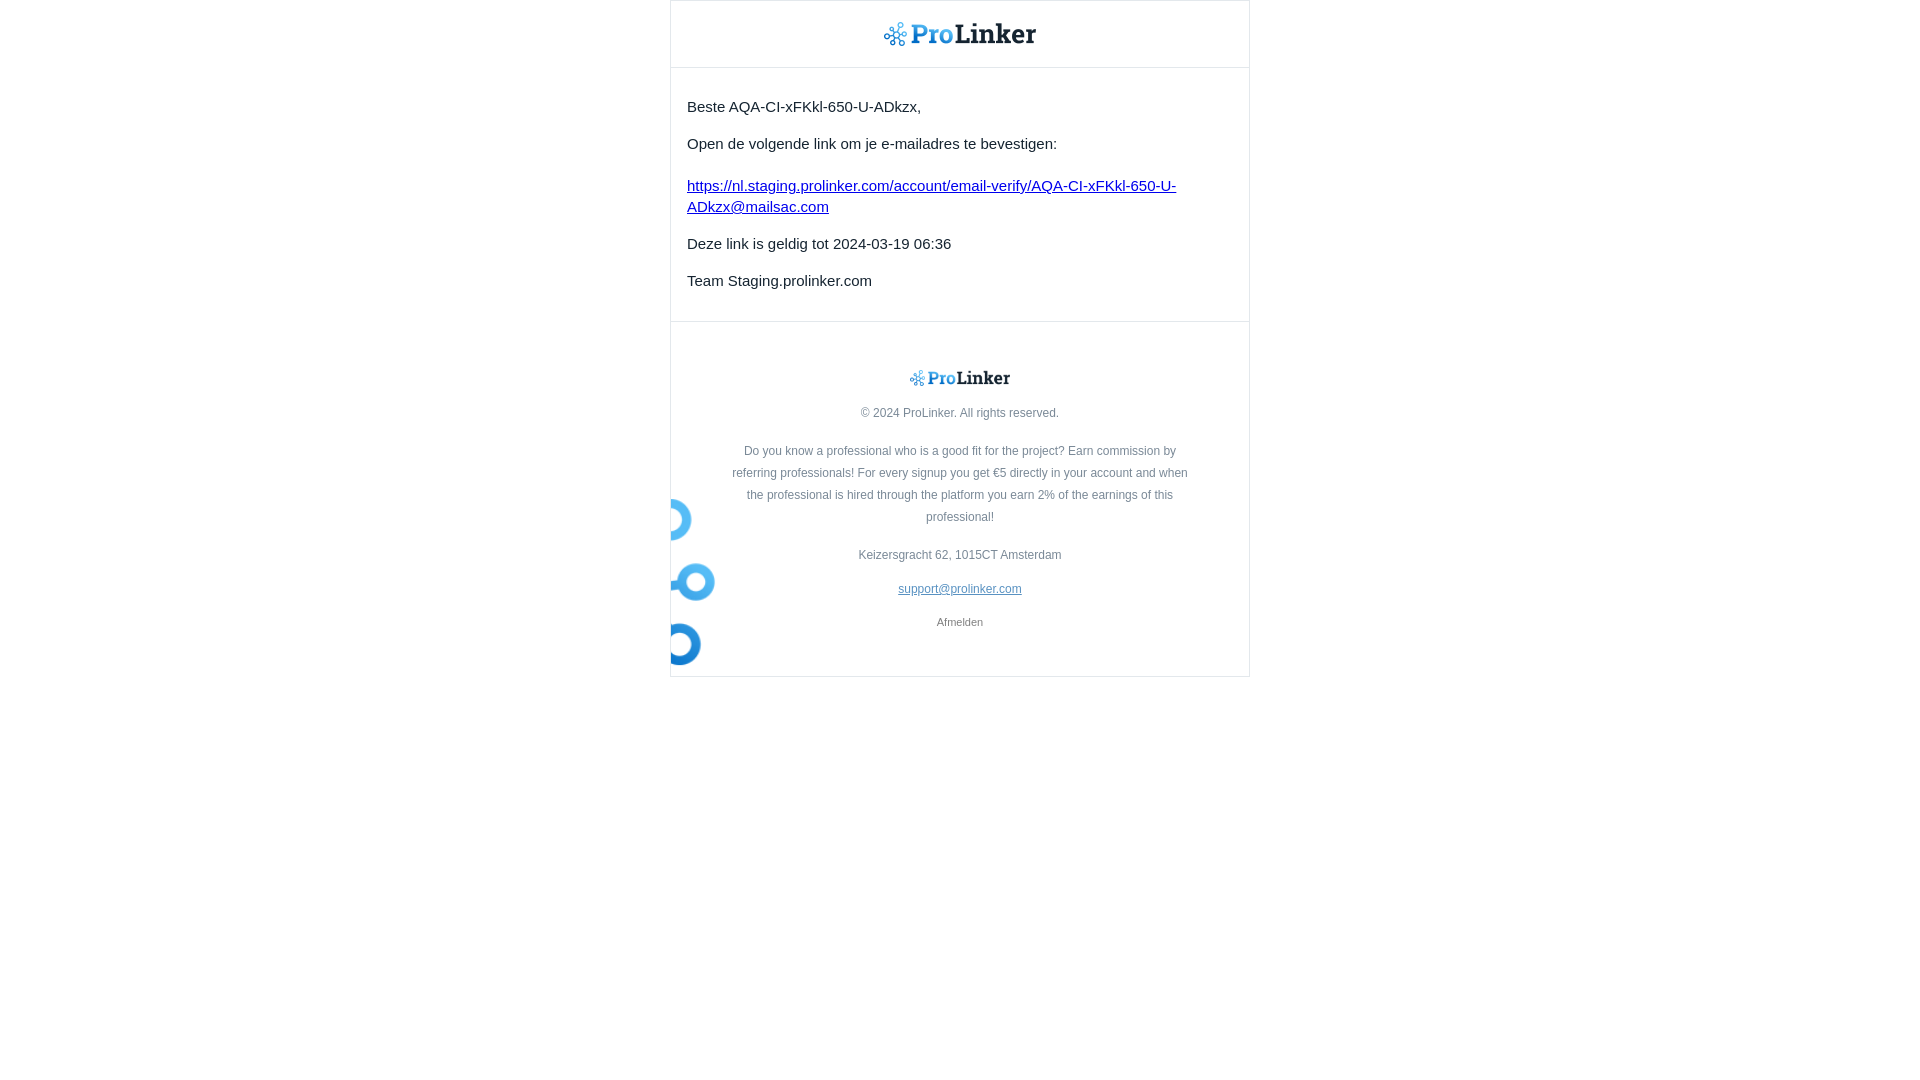 ProLinker
Beste AQA-CI-xFKkl-650-U-ADkzx,
Open de volgende link om je e-mailadres te bevestigen:
https://nl.staging.prolinker.com/account/email-verify/AQA-CI-xFKkl-650-U-
ADkzx@mailsac.com
Deze link is geldig tot 2024-03-19 06:36
Team Staging.prolinker.com
ProLinker
© 2024 ProLinker. All rights reserved.
Do you know a professional who is a good fit for the project? Earn commission by
referring professionals! For every signup you get €5 directly in your account and when
the professional is hired through the platform you earn 2% of the earnings of this
professional!
Keizersgracht 62, 1015CT Amsterdam
support@prolinker.com
Afmelden